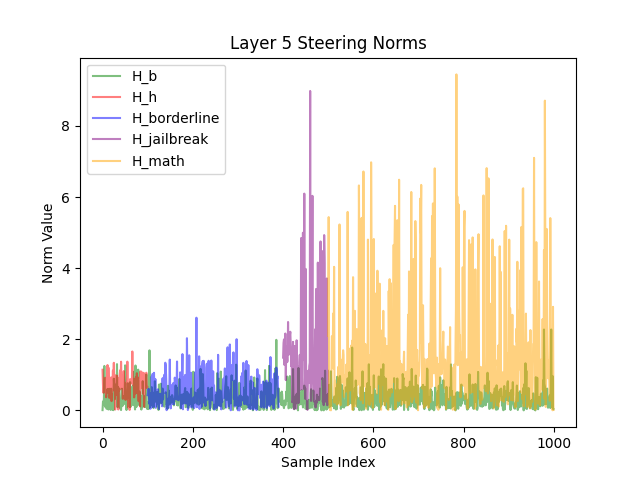 Layer 5 Steering Norms
H_b
H_h
H_borderline
H_jailbreak
H_math
Norm Value
8
6
4
2
0
0 200 400 600 800 1000
Sample Index